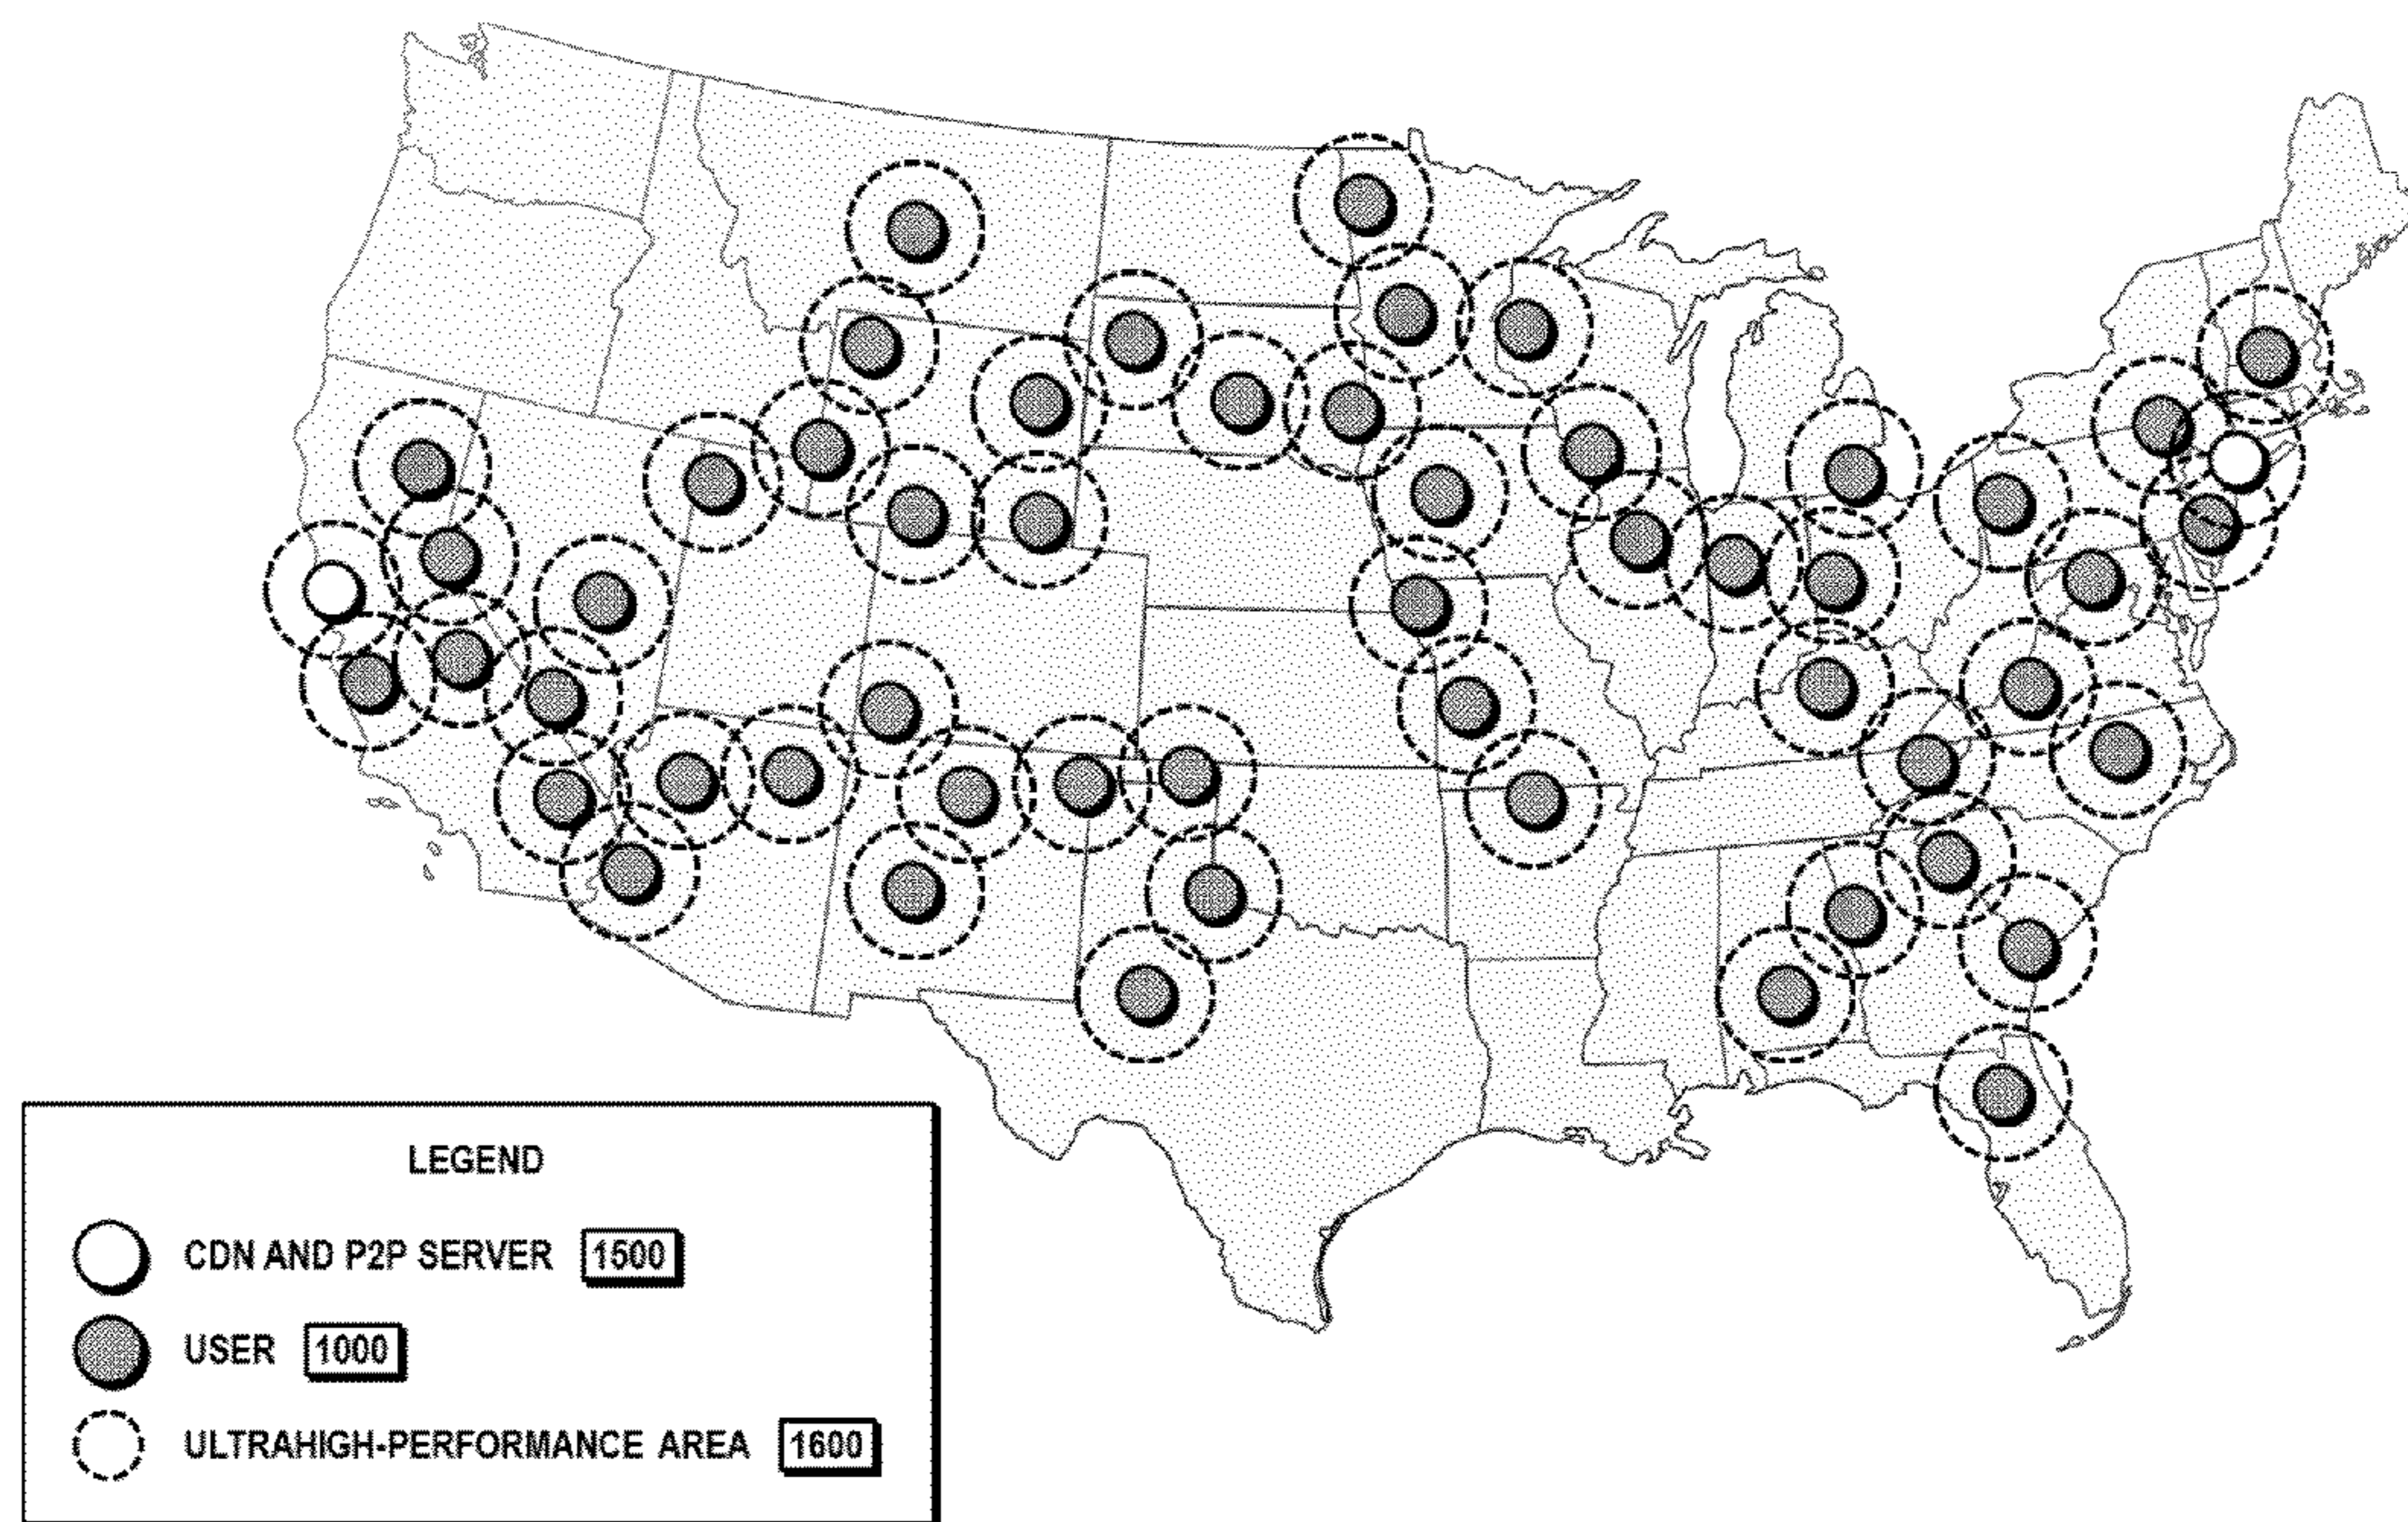 LEGEND
CDN AND P2P SERVER 1500
USER 1000
ULTRAHIGH-PERFORMANCE AREA 1600